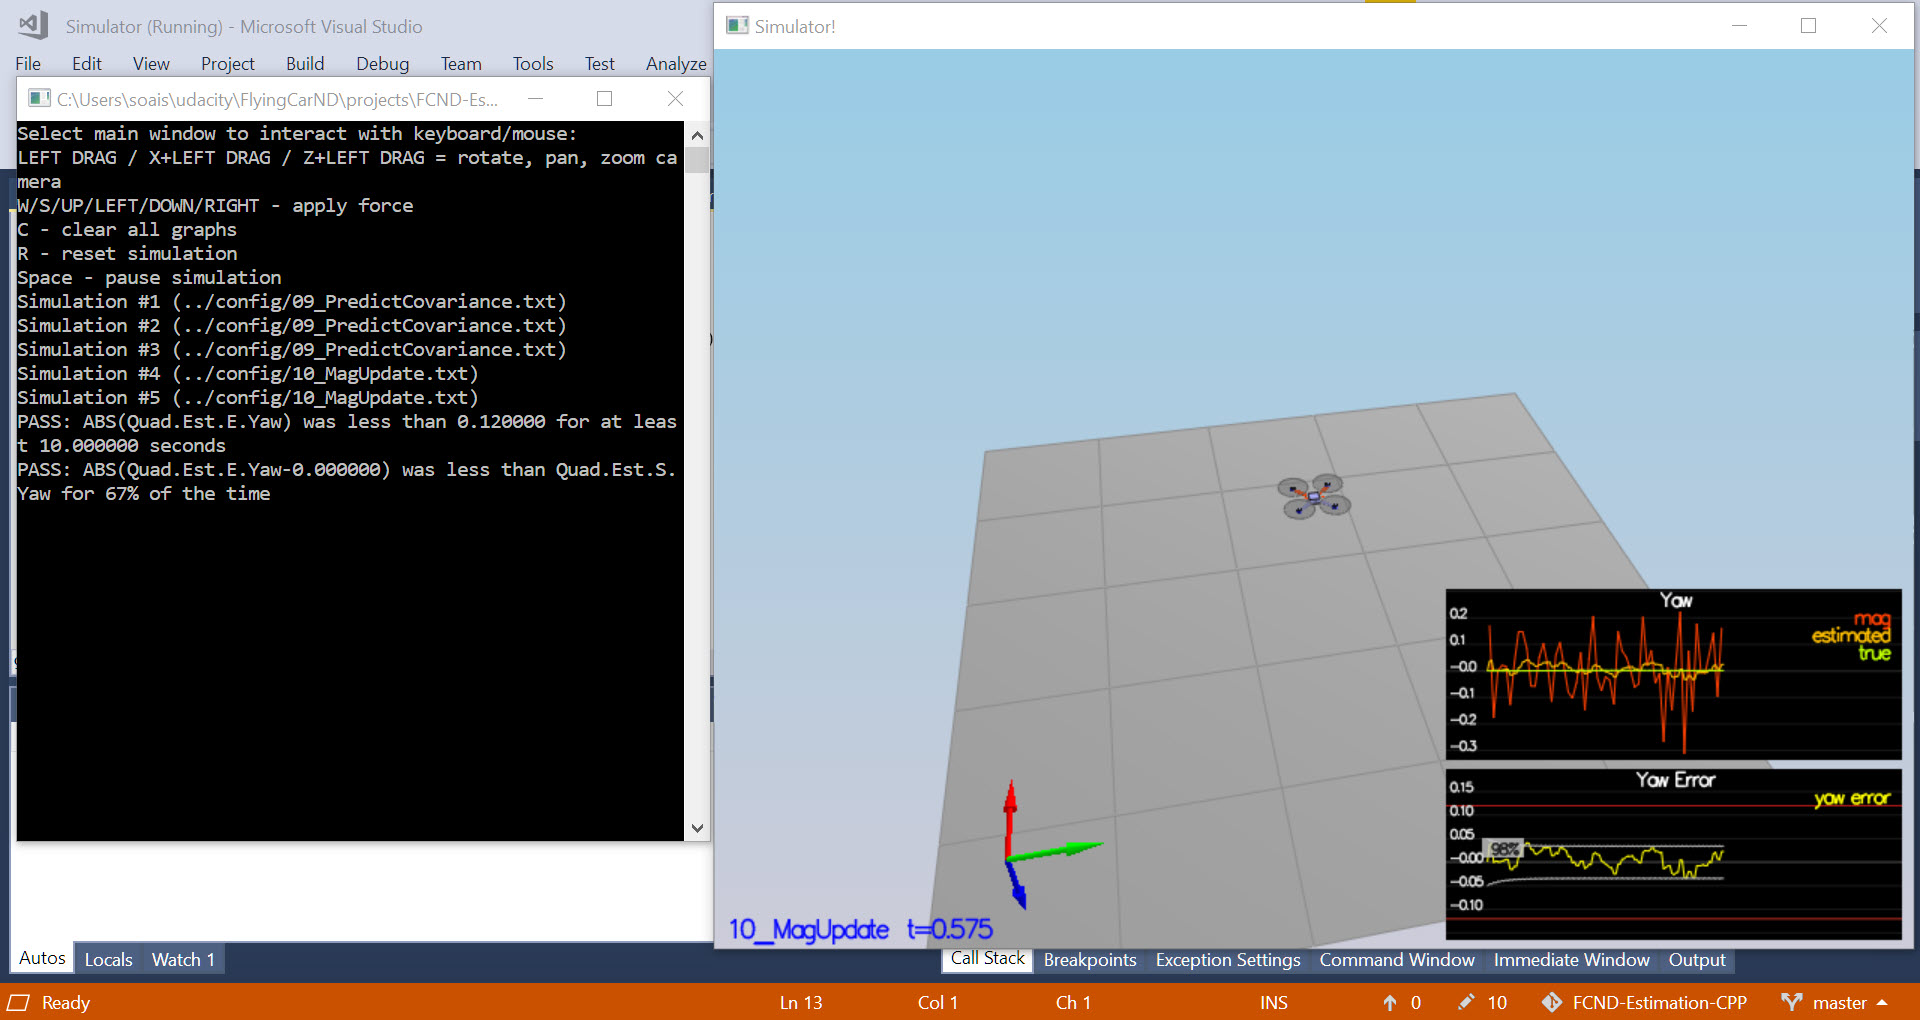 Simulator (Running) - Microsoft Visual Studio
File Edit View Project Build Debug Team Tools Test Analyze
C:\Users\soais\udacity\FlyingCarND\projects\FCND-Es...
Select main window to interact with keyboard/mouse:
LEFT DRAG / X+LEFT DRAG / Z+LEFT DRAG = rotate, pan, zoom ca
mera
W/S/UP/LEFT/DOWN/RIGHT - apply force
C - clear all graphs
R - reset simulation
Space - pause simulation
Simulation #1 (../config/09_PredictCovariance.txt)
Simulation #2 (../config/09_PredictCovariance.txt)
Simulation #3 (../config/09_PredictCovariance.txt)
Simulation #4 (../config/10_MagUpdate.txt)
Simulation #5 (../config/10_MagUpdate.txt)
PASS: ABS(Quad.Est.E.Yaw) was less than 0.120000 for at leas
t 10.000000 seconds
PASS: ABS(Quad.Est.E.Yaw-0.000000) was less than Quad.Est.S.
Yaw for 67% of the time
Simulator!
Yaw
0.2
0.1
-0.0
-0.1
-0.2
-0.3
mag
estimated
true
Yaw Error
0.15
0.10
0.05
-0.00
-0.05
-0.10
yaw error
98%
10_MagUpdate t=0.575
Autos Locals Watch 1
Call Stack Breakpoints Exception Settings Command Window Immediate Window Output
Ready Ln 13 Col 1 Ch 1 INS 0 10 FCND-Estimation-CPP master